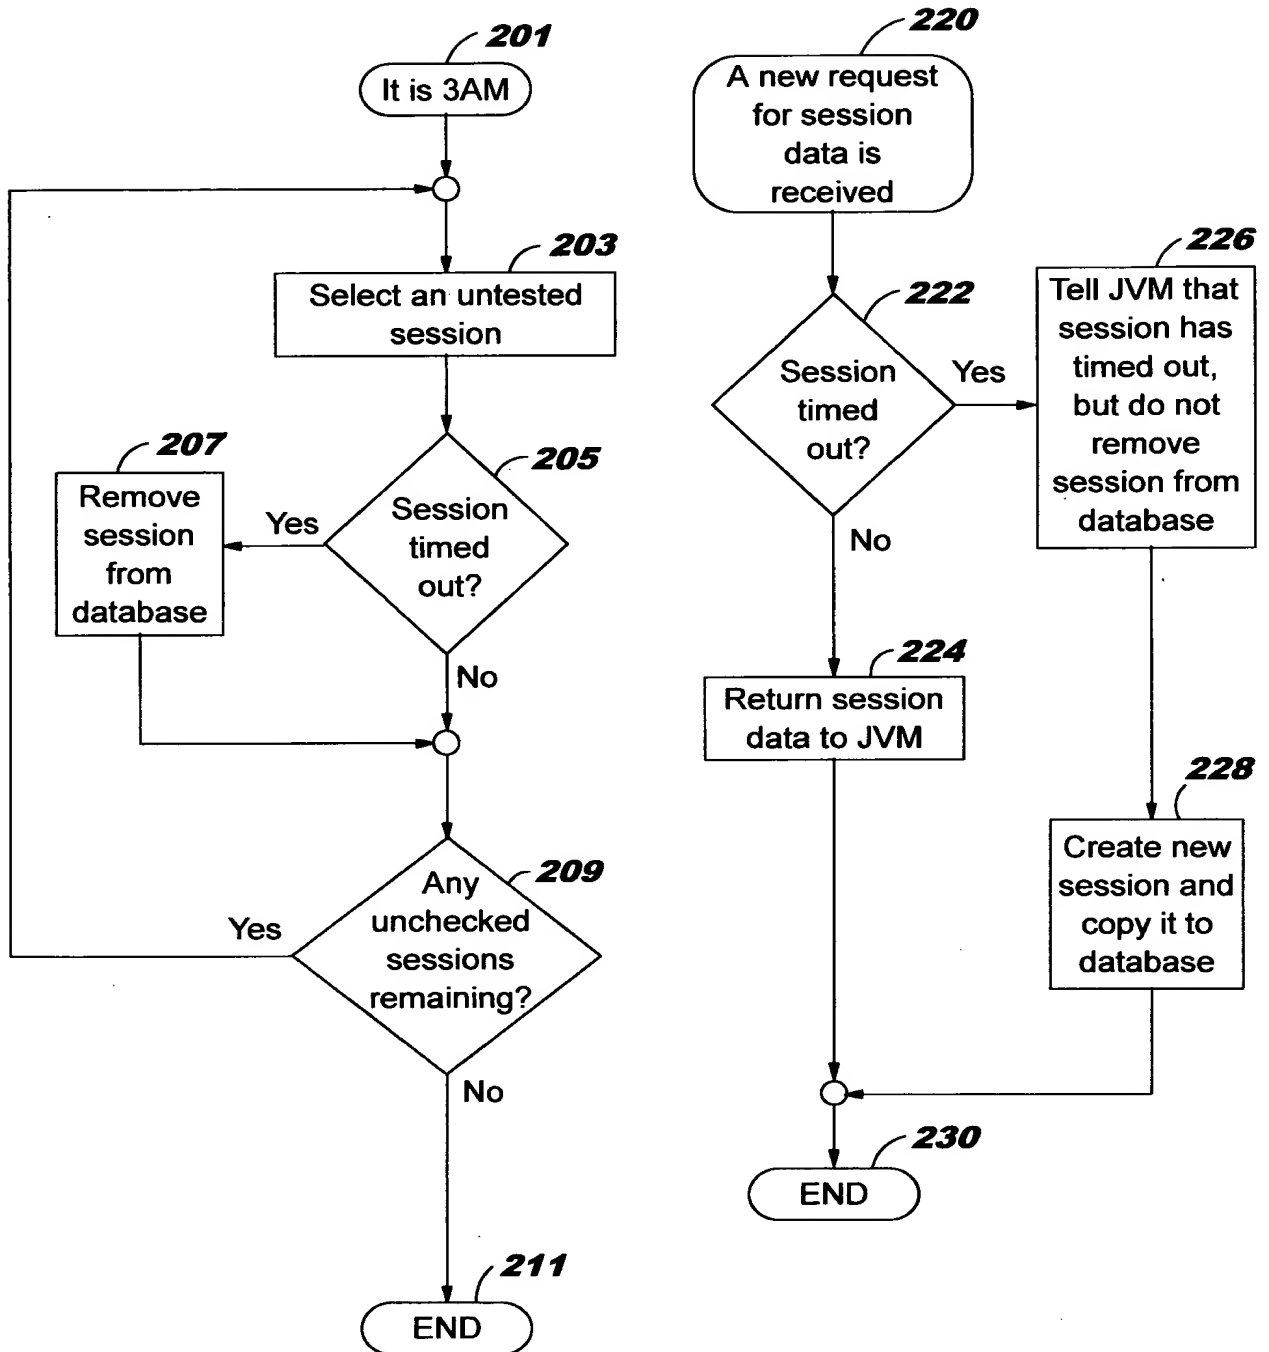 201
It is 3AM
203
Select an untested
session
205
Session
timed
out?
Yes
207
Remove
session
from
database
No
209
Any
unchecked
sessions
remaining?
Yes
No
211
END
220
A new request
for session
data is
received
222
Session
timed
out?
Yes
226
Tell JVM that
session has
timed out,
but do not
remove
session from
database
No
224
Return session
data to JVM
228
Create new
session and
copy it to
database
230
END